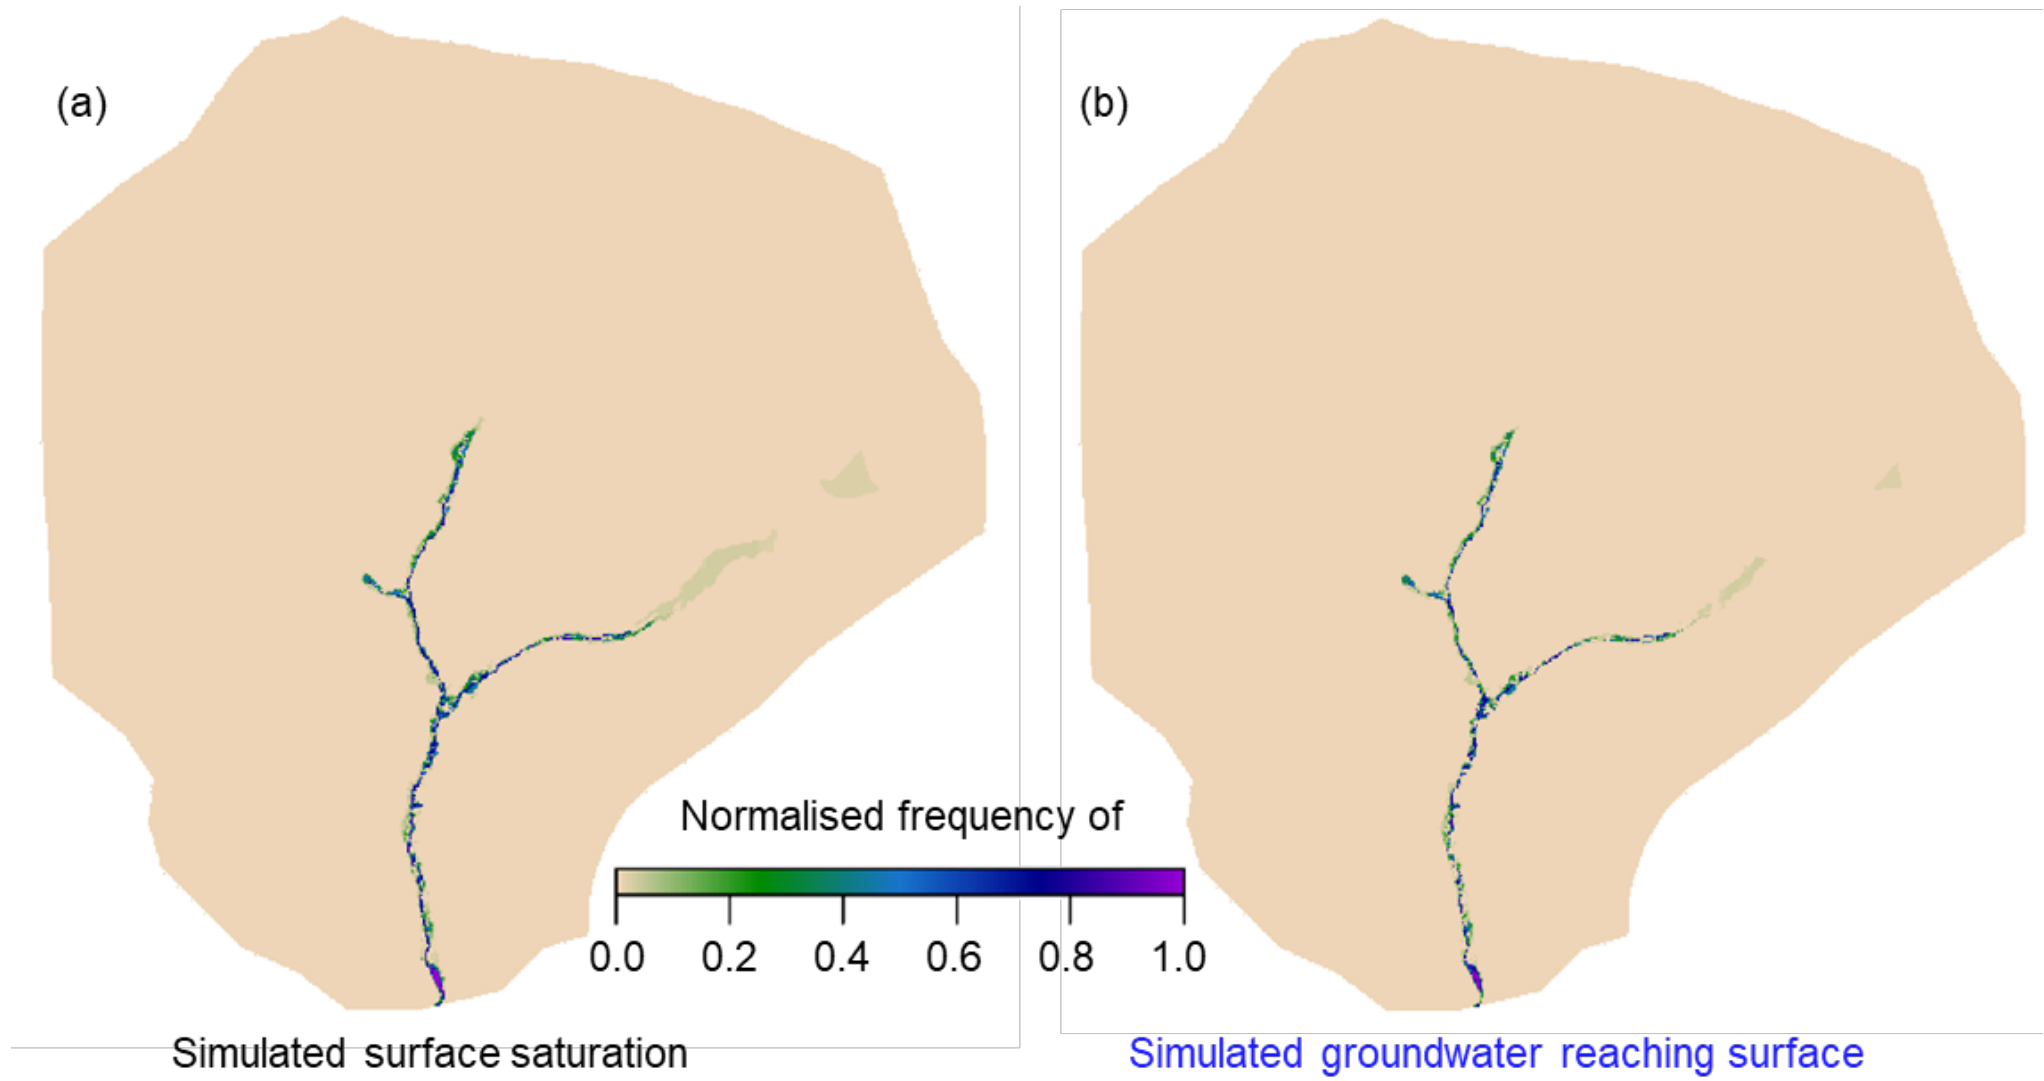 (a)
(b)
Normalised frequency of
0.0 0.2 0.4 0.6 0.8 1.0
Simulated surface saturation
Simulated groundwater reaching surface